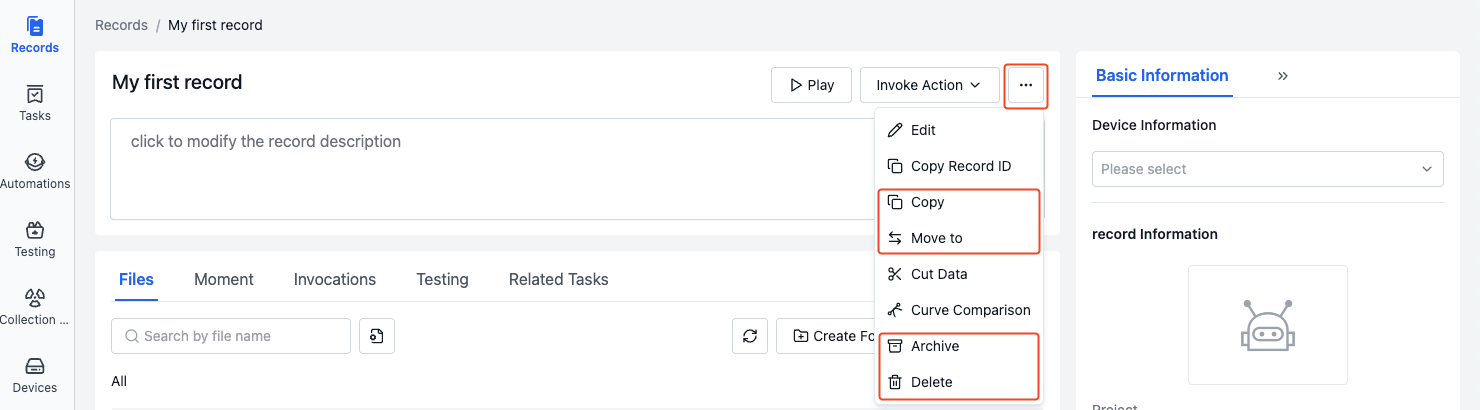 Records
Tasks
Automations
Testing
Collection ...
Devices
Records / My first record
My first record
Play
Invoke Action
click to modify the record description
Edit
Copy Record ID
Copy
Move to
Cut Data
Curve Comparison
Archive
Delete
Files
Moment
Invocations
Testing
Related Tasks
Search by file name
Create Fo
All
Basic Information
Device Information
Please select
record Information
Project